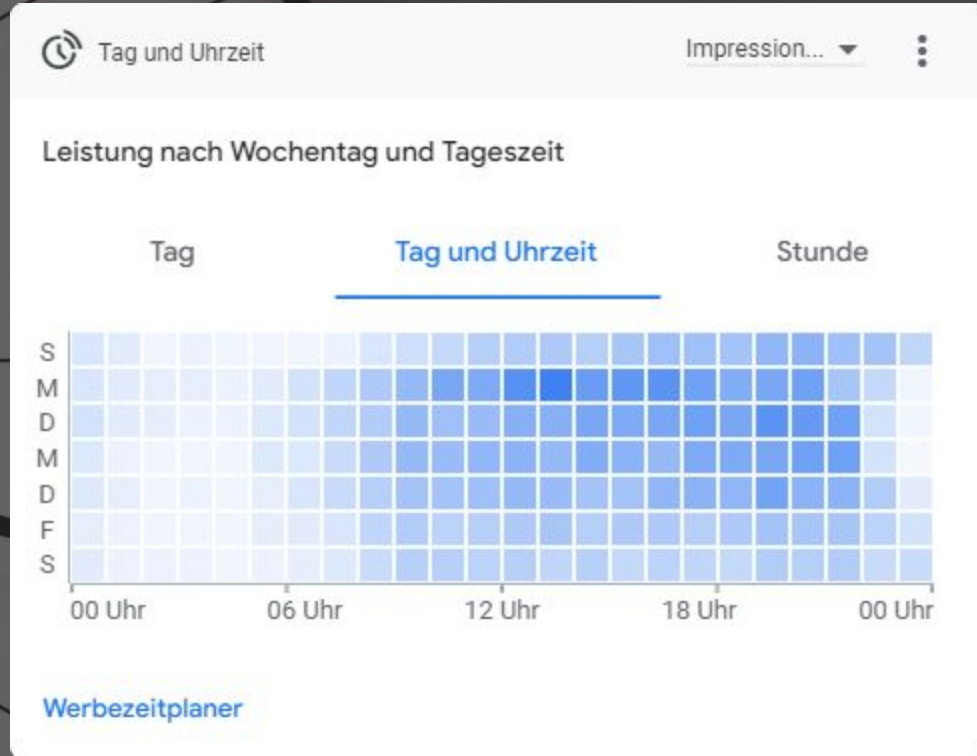 Tag und Uhrzeit
Impression...
Leistung nach Wochentag und Tageszeit
Tag
Tag und Uhrzeit
Stunde
S
M
D
M
D
F
S
00 Uhr 06 Uhr 12 Uhr 18 Uhr 00 Uhr
Werbezeitplaner